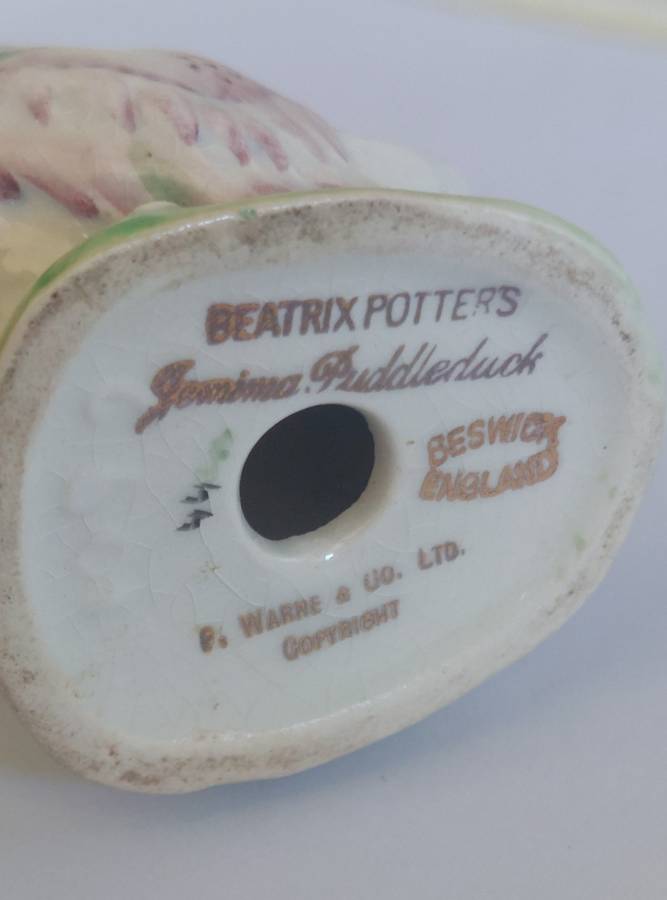 BEATRIX POTTER'S
Jemima Puddleduck
BESWICK
ENGLAND
F. WARNE & CO. LTD.
COPYRIGHT